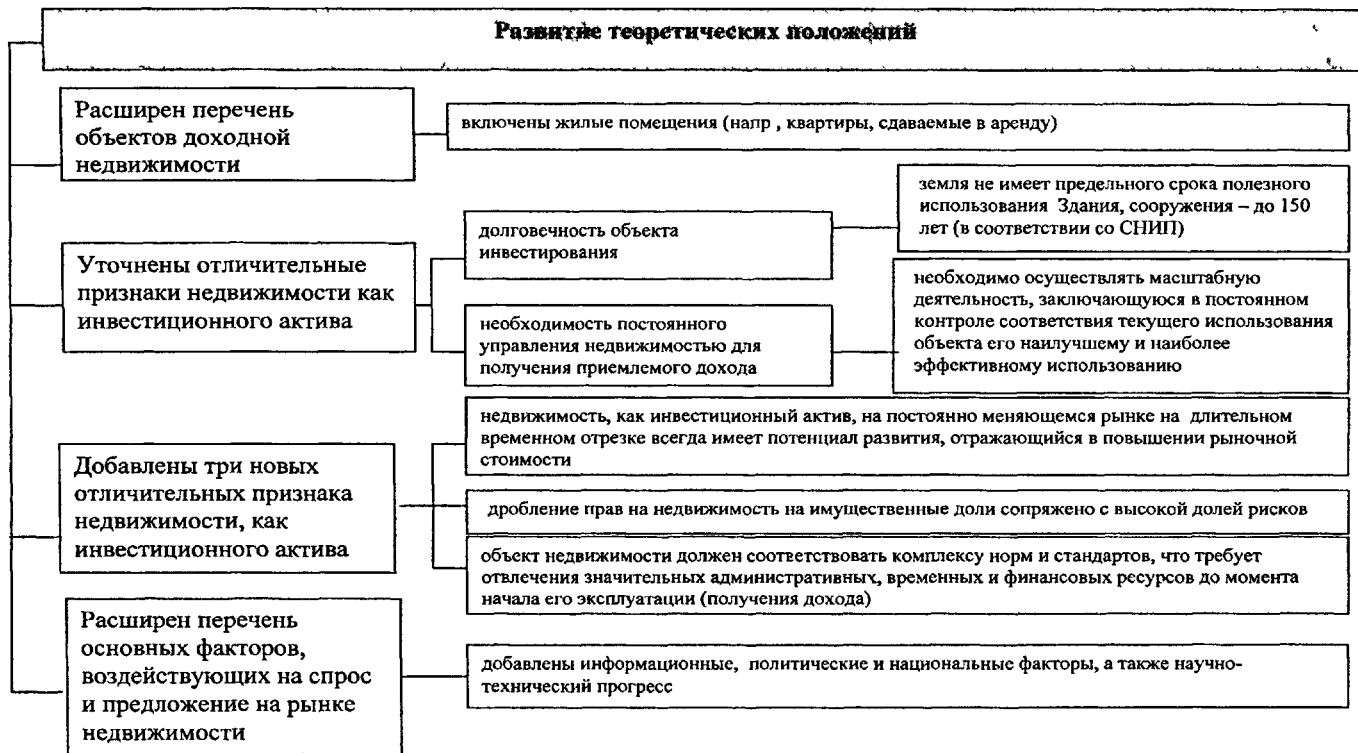 Развитие теоретических положений
Расширен перечень
объектов доходной
недвижимости
включены жилые помещения (напр , квартиры, сдаваемые в аренду)
Уточнены отличительные
признаки недвижимости как
инвестиционного актива
долговечность объекта
инвестирования
земля не имеет предельного срока полезного
использования Здания, сооружения – до 150
лет (в соответствии со СНИП)
необходимость постоянного
управления недвижимостью для
получения приемлемого дохода
необходимо осуществлять масштабную
деятельность, заключающуюся в постоянном
контроле соответствия текущего использования
объекта его наилучшему и наиболее
эффективному использованию
Добавлены три новых
отличительных признака
недвижимости, как
инвестиционного актива
недвижимость, как инвестиционный актив, на постоянно меняющемся рынке на длительном
временном отрезке всегда имеет потенциал развития, отражающийся в повышении рыночной
стоимости
дробление прав на недвижимость на имущественные доли сопряжено с высокой долей рисков
объект недвижимости должен соответствовать комплексу норм и стандартов, что требует
отвлечения значительных административных, временных и финансовых ресурсов до момента
начала его эксплуатации (получения дохода)
Расширен перечень
основных факторов,
воздействующих на спрос
и предложение на рынке
недвижимости
добавлены информационные, политические и национальные факторы, а также научно-
технический прогресс